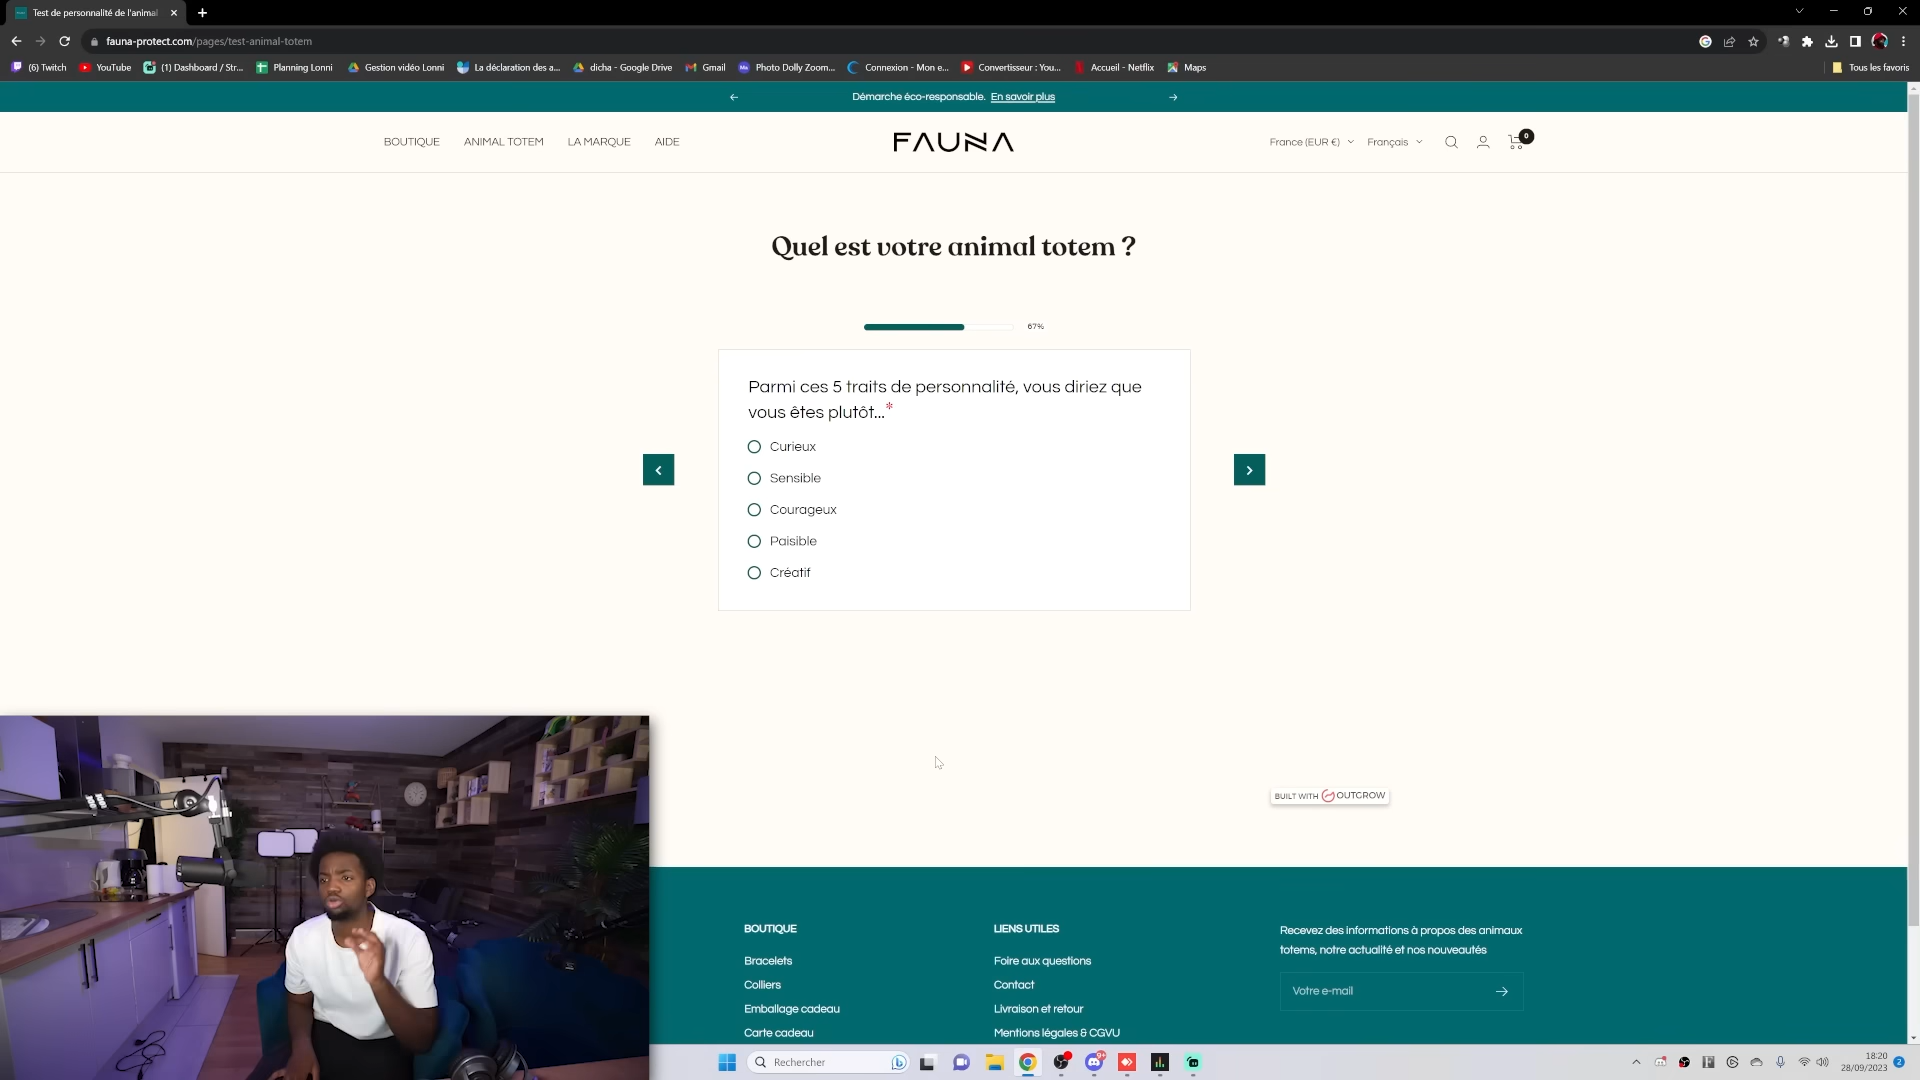 Test de personnalité de l'animal
fauna-protect.com/pages/test-animal-totem
(6) Twitch
YouTube
(1) Dashboard / Str...
Planning Lonni
Gestion vidéo Lonni
La déclaration des a...
dicha - Google Drive
Gmail
Photo Dolly Zoom...
Connexion - Mon e...
Convertisseur : You...
Accueil - Netflix
Maps
Tous les favoris
Démarche éco-responsable. En savoir plus
BOUTIQUE
ANIMAL TOTEM
LA MARQUE
AIDE
FAUNA
France (EUR €)
Français
0
Quel est votre animal totem ?
67%
Parmi ces 5 traits de personnalité, vous diriez que
vous êtes plutôt...*
Curieux
Sensible
Courageux
Paisible
Créatif
BUILT WITH OUTGROW
BOUTIQUE
Bracelets
Colliers
Emballage cadeau
Carte cadeau
LIENS UTILES
Foire aux questions
Contact
Livraison et retour
Mentions légales & CGVU
Recevez des informations à propos des animaux
totems, notre actualité et nos nouveautés
Votre e-mail
Rechercher
9+
18:20
28/09/2023
2